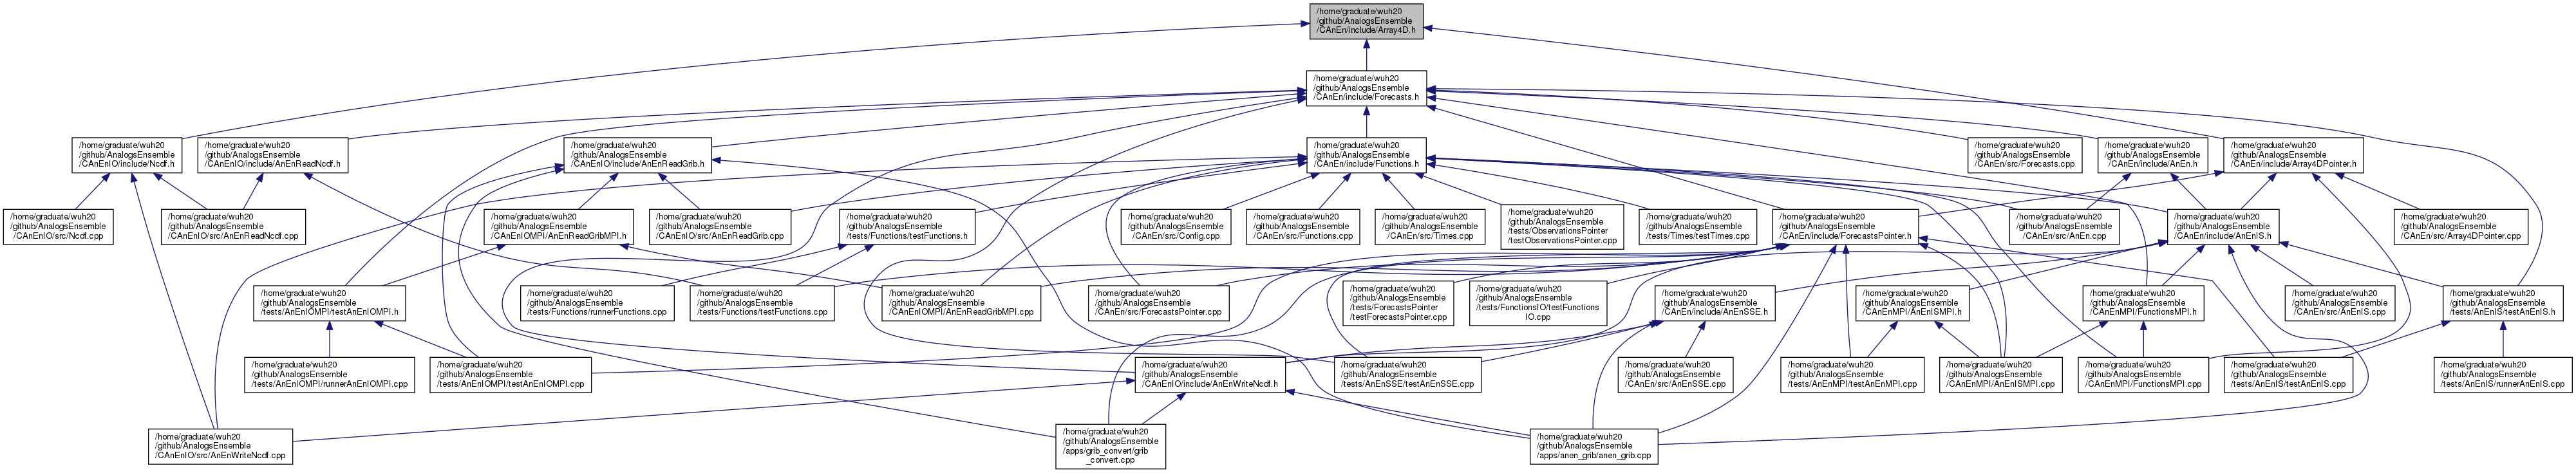 /home/graduate/wuh20
/github/AnalogsEnsemble
/CAnEn/include/Array4D.h
/home/graduate/wuh20
/github/AnalogsEnsemble
/CAnEn/include/Forecasts.h
/home/graduate/wuh20
/github/AnalogsEnsemble
/CAnEnIO/include/Ncdf.h
/home/graduate/wuh20
/github/AnalogsEnsemble
/CAnEnIO/include/AnEnReadNcdf.h
/home/graduate/wuh20
/github/AnalogsEnsemble
/CAnEnIO/include/AnEnReadGrib.h
/home/graduate/wuh20
/github/AnalogsEnsemble
/CAnEn/include/Functions.h
/home/graduate/wuh20
/github/AnalogsEnsemble
/CAnEn/src/Forecasts.cpp
/home/graduate/wuh20
/github/AnalogsEnsemble
/CAnEn/include/AnEn.h
/home/graduate/wuh20
/github/AnalogsEnsemble
/CAnEn/include/Array4DPointer.h
/home/graduate/wuh20
/github/AnalogsEnsemble
/CAnEnIO/src/Ncdf.cpp
/home/graduate/wuh20
/github/AnalogsEnsemble
/CAnEnIO/src/AnEnReadNcdf.cpp
/home/graduate/wuh20
/github/AnalogsEnsemble
/CAnEnIOMPI/AnEnReadGribMPI.h
/home/graduate/wuh20
/github/AnalogsEnsemble
/CAnEnIO/src/AnEnReadGrib.cpp
/home/graduate/wuh20
/github/AnalogsEnsemble
/tests/Functions/testFunctions.h
/home/graduate/wuh20
/github/AnalogsEnsemble
/CAnEn/src/Config.cpp
/home/graduate/wuh20
/github/AnalogsEnsemble
/CAnEn/src/Functions.cpp
/home/graduate/wuh20
/github/AnalogsEnsemble
/CAnEn/src/Times.cpp
/home/graduate/wuh20
/github/AnalogsEnsemble
/tests/ObservationsPointer
/testObservationsPointer.cpp
/home/graduate/wuh20
/github/AnalogsEnsemble
/tests/Times/testTimes.cpp
/home/graduate/wuh20
/github/AnalogsEnsemble
/CAnEn/include/ForecastsPointer.h
/home/graduate/wuh20
/github/AnalogsEnsemble
/CAnEn/src/AnEn.cpp
/home/graduate/wuh20
/github/AnalogsEnsemble
/CAnEn/include/AnEnIS.h
/home/graduate/wuh20
/github/AnalogsEnsemble
/CAnEn/src/Array4DPointer.cpp
/home/graduate/wuh20
/github/AnalogsEnsemble
/tests/AnEnIOMPI/testAnEnIOMPI.h
/home/graduate/wuh20
/github/AnalogsEnsemble
/tests/Functions/runnerFunctions.cpp
/home/graduate/wuh20
/github/AnalogsEnsemble
/tests/Functions/testFunctions.cpp
/home/graduate/wuh20
/github/AnalogsEnsemble
/CAnEnIOMPI/AnEnReadGribMPI.cpp
/home/graduate/wuh20
/github/AnalogsEnsemble
/CAnEn/src/ForecastsPointer.cpp
/home/graduate/wuh20
/github/AnalogsEnsemble
/tests/ForecastsPointer
/testForecastsPointer.cpp
/home/graduate/wuh20
/github/AnalogsEnsemble
/tests/FunctionsIO/testFunctions
IO.cpp
/home/graduate/wuh20
/github/AnalogsEnsemble
/CAnEn/include/AnEnSSE.h
/home/graduate/wuh20
/github/AnalogsEnsemble
/CAnEnMPI/AnEnISMPI.h
/home/graduate/wuh20
/github/AnalogsEnsemble
/CAnEnMPI/FunctionsMPI.h
/home/graduate/wuh20
/github/AnalogsEnsemble
/CAnEn/src/AnEnIS.cpp
/home/graduate/wuh20
/github/AnalogsEnsemble
/tests/AnEnIS/testAnEnIS.h
/home/graduate/wuh20
/github/AnalogsEnsemble
/tests/AnEnIOMPI/runnerAnEnIOMPI.cpp
/home/graduate/wuh20
/github/AnalogsEnsemble
/tests/AnEnIOMPI/testAnEnIOMPI.cpp
/home/graduate/wuh20
/github/AnalogsEnsemble
/CAnEnIO/include/AnEnWriteNcdf.h
/home/graduate/wuh20
/github/AnalogsEnsemble
/tests/AnEnSSE/testAnEnSSE.cpp
/home/graduate/wuh20
/github/AnalogsEnsemble
/CAnEn/src/AnEnSSE.cpp
/home/graduate/wuh20
/github/AnalogsEnsemble
/tests/AnEnMPI/testAnEnMPI.cpp
/home/graduate/wuh20
/github/AnalogsEnsemble
/CAnEnMPI/AnEnISMPI.cpp
/home/graduate/wuh20
/github/AnalogsEnsemble
/CAnEnMPI/FunctionsMPI.cpp
/home/graduate/wuh20
/github/AnalogsEnsemble
/tests/AnEnIS/testAnEnIS.cpp
/home/graduate/wuh20
/github/AnalogsEnsemble
/tests/AnEnIS/runnerAnEnIS.cpp
/home/graduate/wuh20
/github/AnalogsEnsemble
/CAnEnIO/src/AnEnWriteNcdf.cpp
/home/graduate/wuh20
/github/AnalogsEnsemble
/apps/grib_convert/grib
_convert.cpp
/home/graduate/wuh20
/github/AnalogsEnsemble
/apps/anen_grib/anen_grib.cpp